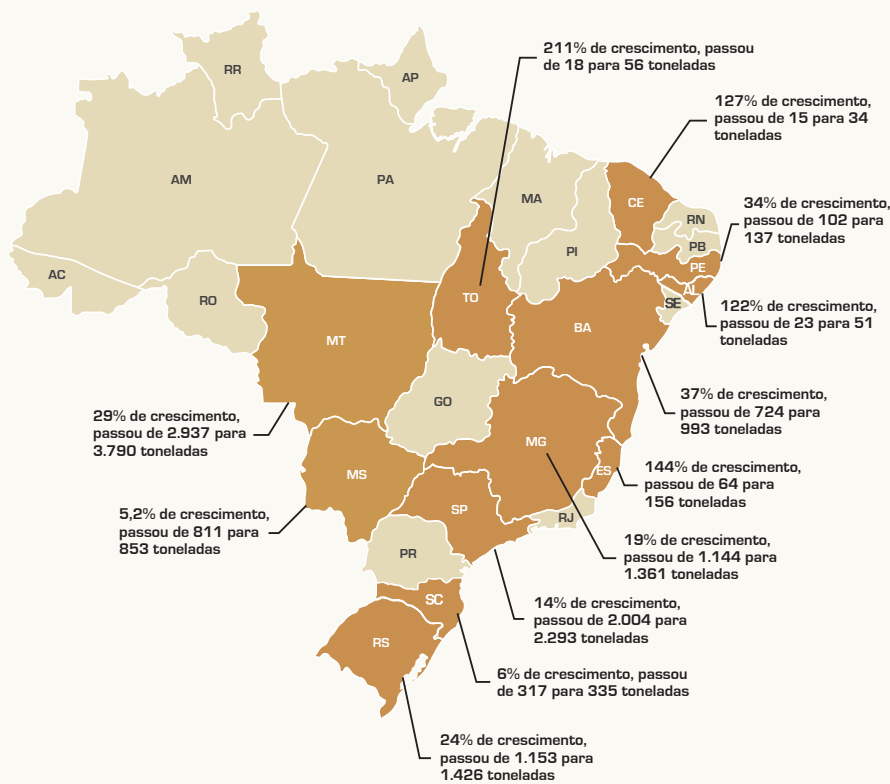 211% de crescimento, passou
de 18 para 56 toneladas
RR
AP
127% de crescimento,
passou de 15 para 34
toneladas
AM
PA
MA
CE
RN
34% de crescimento,
passou de 102 para
137 toneladas
PI
PB
PE
AC
RO
TO
AL
SE
122% de crescimento,
passou de 23 para 51
toneladas
MT
BA
GO
37% de crescimento,
passou de 724 para
993 toneladas
29% de crescimento,
passou de 2.937 para
3.790 toneladas
MG
MS
ES
144% de crescimento,
passou de 64 para
156 toneladas
5,2% de crescimento,
passou de 811 para
853 toneladas
SP
RJ
19% de crescimento,
passou de 1.144 para
1.361 toneladas
PR
SC
14% de crescimento,
passou de 2.004 para
2.293 toneladas
RS
6% de crescimento, passou
de 317 para 335 toneladas
24% de crescimento,
passou de 1.153 para
1.426 toneladas